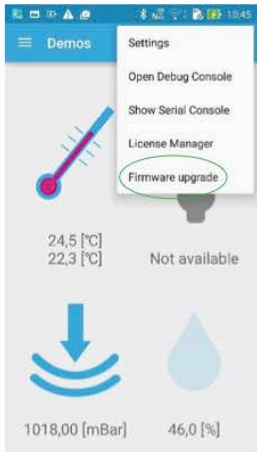 10:45
Demos
Settings
Open Debug Console
Show Serial Console
License Manager
Firmware upgrade
24,5 [°C]
22,3 [°C]
Not available
1018,00 [mBar]
46,0 [%]